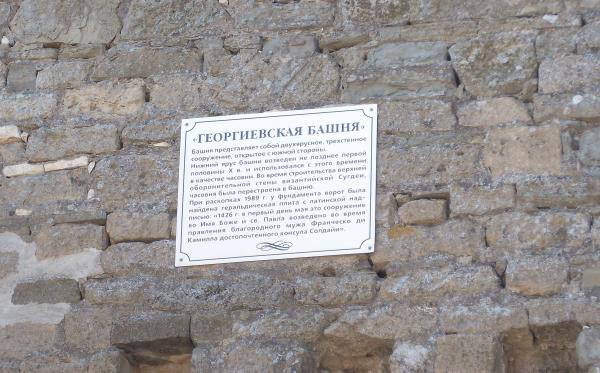 «ГЕОРГИЕВСКАЯ БАШНЯ»
Башня представляет собой двухярусное, трехстенное
сооружение, открытое с южной стороны.
Нижний ярус башни возведен не позднее первой
половины X в. и использовался с этого времени
в качестве часовни. Во время строительства верхней
оборонительной стены византийской Сугдеи,
часовня была перестроена в башню.
При раскопках 1989 г. у фундамента ворот была
найдена геральдическая плита с латинской над-
писью: «1426 г. в первый день мая это сооружение
во Имя Боже и св. Павла возведено во время
правления благородного мужа Франческо ди
Камилла достопочтенного консула Солдайи».